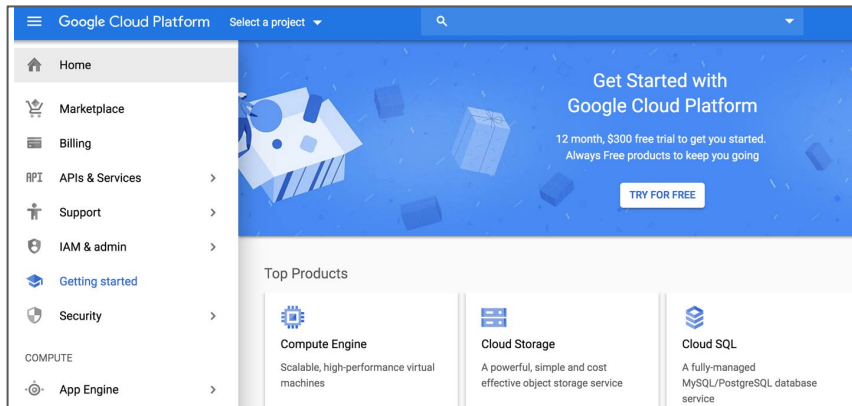 Google Cloud Platform
Select a project
Home
Marketplace
Billing
API
APIs & Services
Support
IAM & admin
Getting started
Security
COMPUTE
App Engine
Get Started with
Google Cloud Platform
12 month, $300 free trial to get you started.
Always Free products to keep you going
TRY FOR FREE
Top Products
Compute Engine
Scalable, high-performance virtual
machines
Cloud Storage
A powerful, simple and cost
effective object storage service
Cloud SQL
A fully-managed
MySQL/PostgreSQL database
service